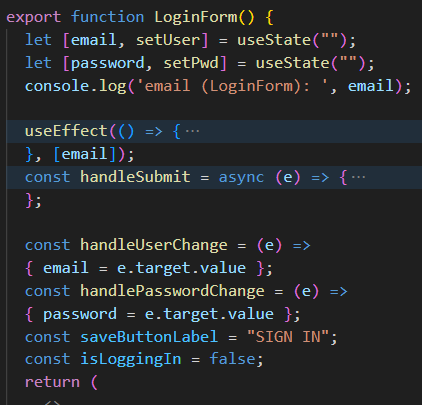 export function LoginForm() {
let [email, setUser] = useState("");
let [password, setPwd] = useState("");
console.log('email (LoginForm): ', email);
useEffect(() => { ⋯
}, [email]);
const handleSubmit = async (e) => { ⋯
};
const handleUserChange = (e) =>
{ email = e.target.value };
const handlePasswordChange = (e) =>
{ password = e.target.value };
const saveButtonLabel = "SIGN IN";
const isLoggingIn = false;
return (
<>